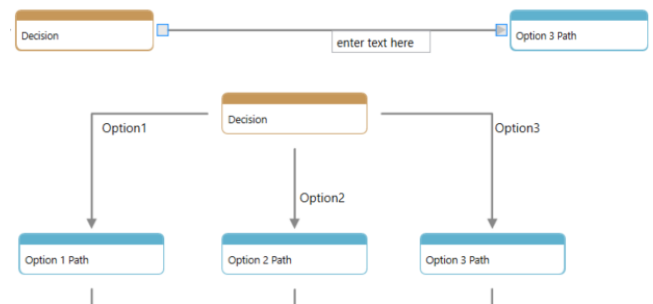 Decision
Option 3 Path
enter text here
Decision
Option1
Option3
Option2
Option 1 Path
Option 2 Path
Option 3 Path